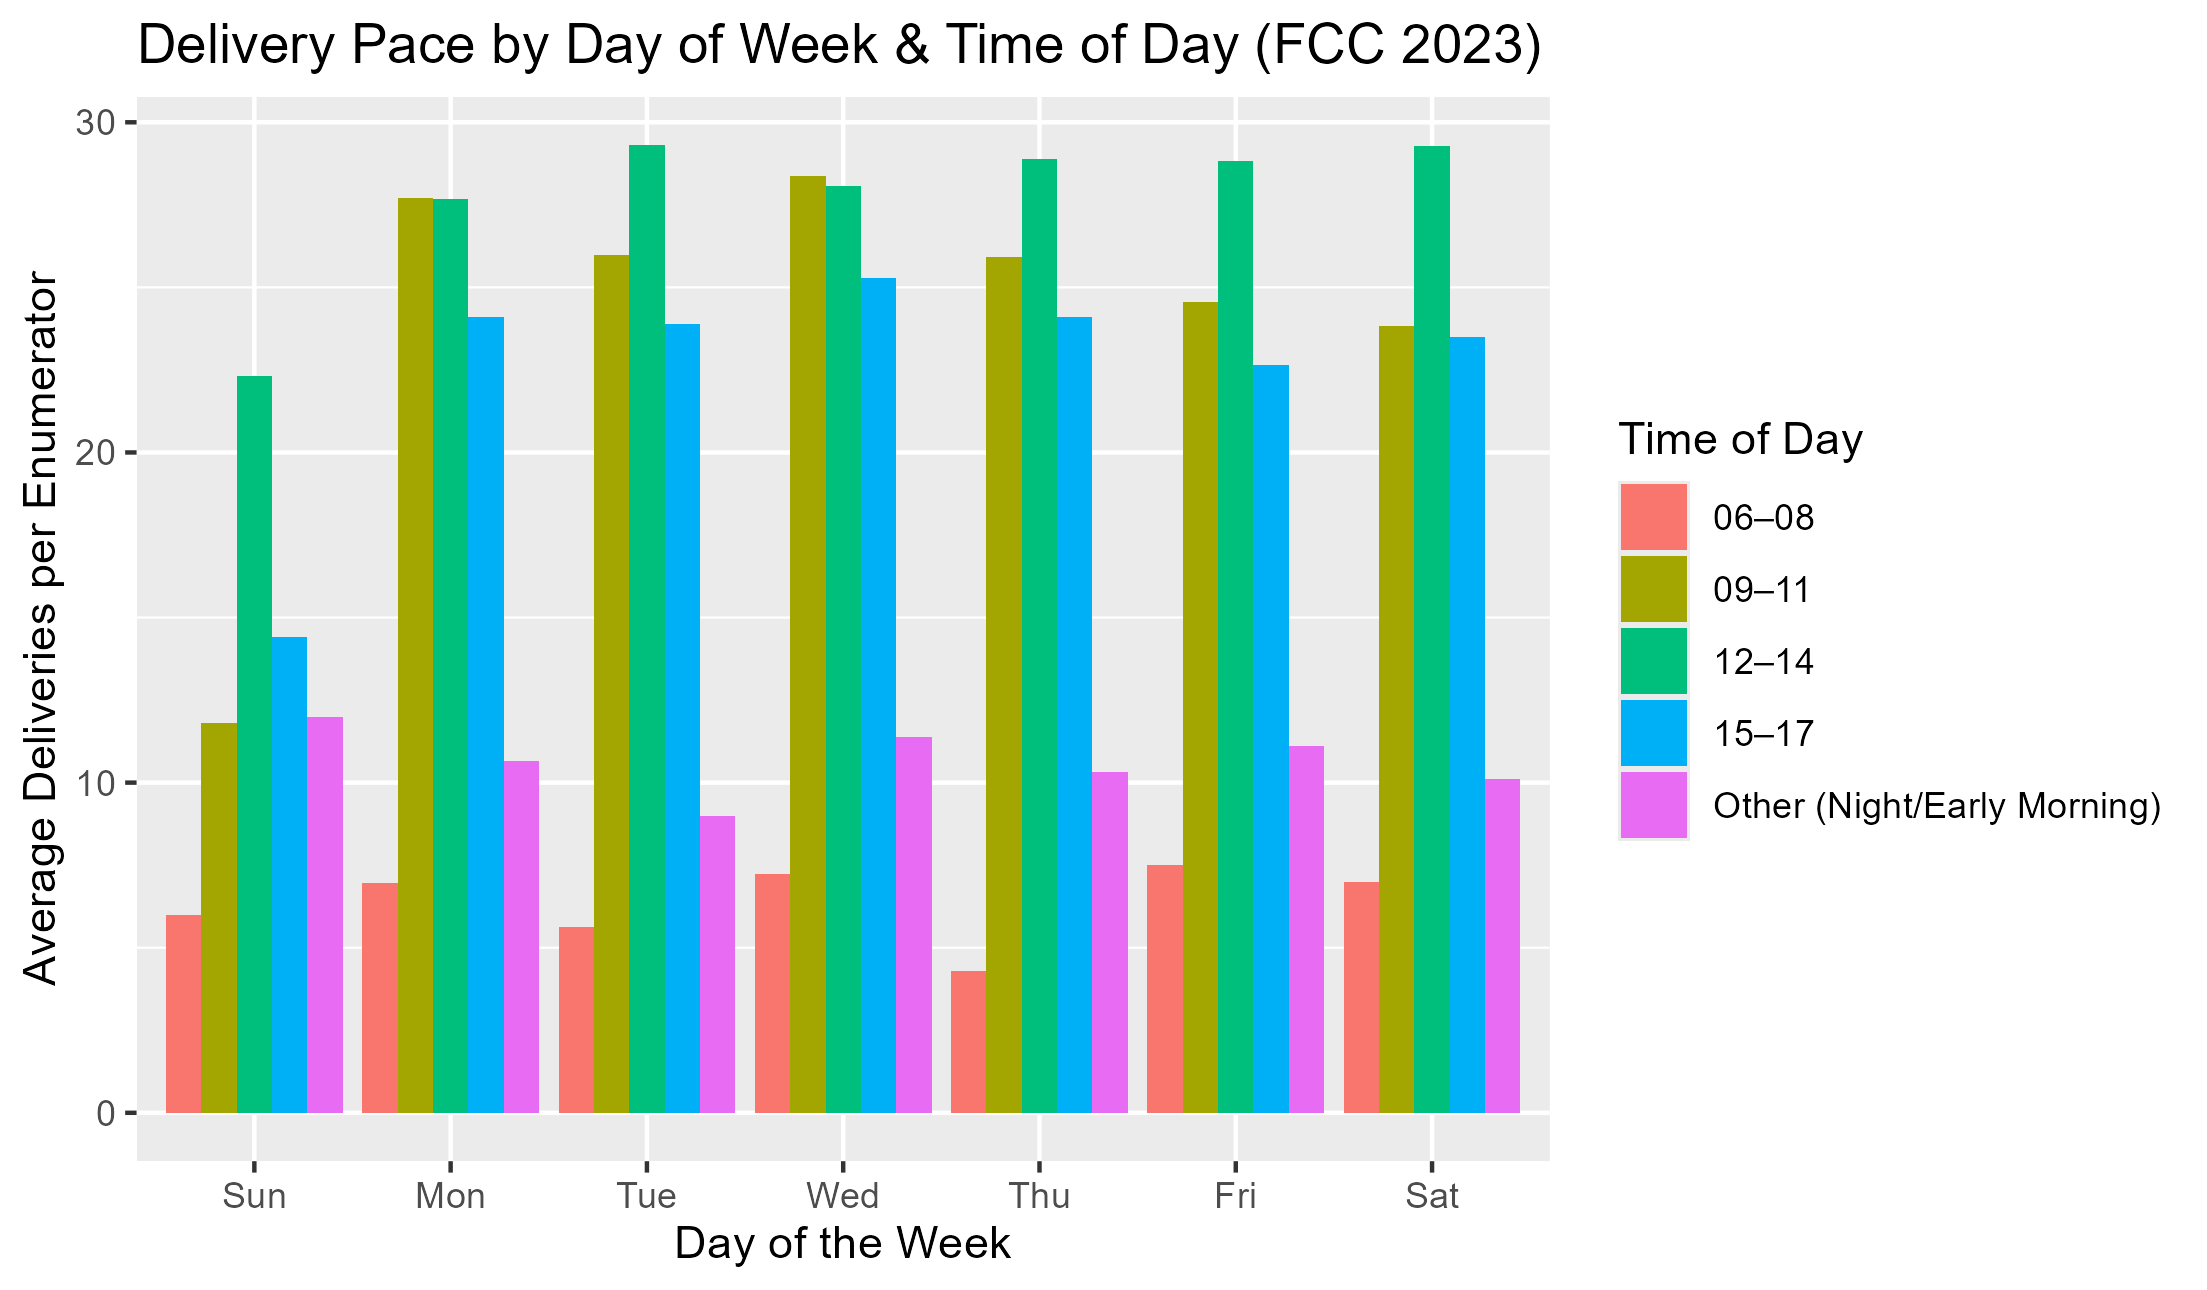 Delivery Pace by Day of Week & Time of Day (FCC 2023)
Average Deliveries per Enumerator
30
20
10
0
Sun Mon Tue Wed Thu Fri Sat
Day of the Week
Time of Day
06–08
09–11
12–14
15–17
Other (Night/Early Morning)